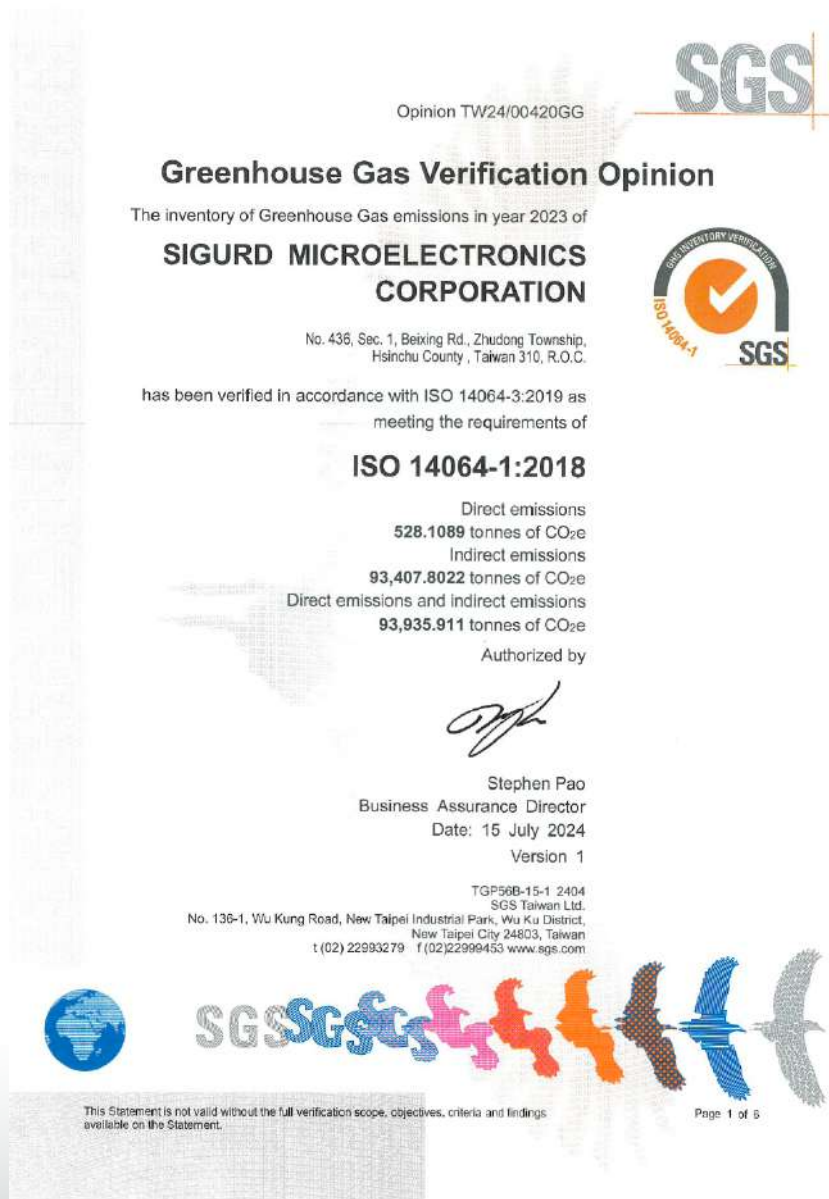 SGS
Opinion TW24/00420GG
Greenhouse Gas Verification Opinion
The inventory of Greenhouse Gas emissions in year 2023 of
SIGURD MICROELECTRONICS
CORPORATION
GHG INVENTORY VERIFICATION
ISO 14064-1
SGS
No. 436, Sec. 1, Beixing Rd., Zhudong Township,
Hsinchu County , Taiwan 310, R.O.C.
has been verified in accordance with ISO 14064-3:2019 as
meeting the requirements of
ISO 14064-1:2018
Direct emissions
528.1089 tonnes of CO₂e
Indirect emissions
93,407.8022 tonnes of CO₂e
Direct emissions and indirect emissions
93,935.911 tonnes of CO₂e
Authorized by
Stephen Pao
Business Assurance Director
Date: 15 July 2024
Version 1
TGP56B-15-1 2404
SGS Taiwan Ltd.
No. 136-1, Wu Kung Road, New Taipei Industrial Park, Wu Ku District,
New Taipei City 24803, Taiwan
t (02) 22993279 f (02)22999453 www.sgs.com
SGS SGS SGS
This Statement is not valid without the full verification scope, objectives, criteria and findings
available on the Statement.
Page 1 of 6